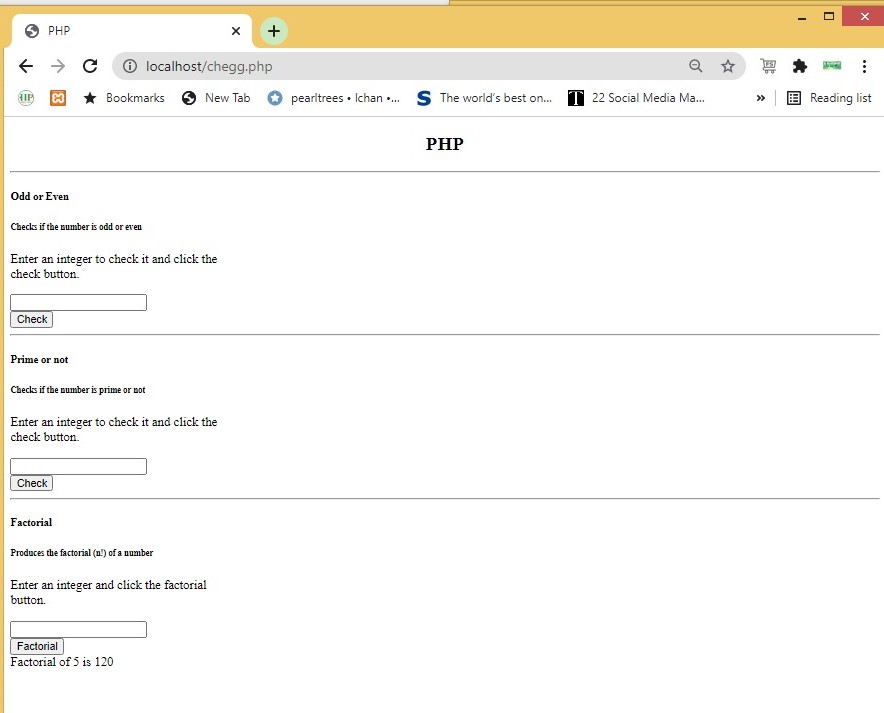 PHP
localhost/chegg.php
Bookmarks
New Tab
pearltrees • lchan •...
S The world's best on...
T 22 Social Media Ma...
»
Reading list
PHP
Odd or Even
Checks if the number is odd or even
Enter an integer to check it and click the
check button.
Check
Prime or not
Checks if the number is prime or not
Enter an integer to check it and click the
check button.
Check
Factorial
Produces the factorial (n!) of a number
Enter an integer and click the factorial
button.
Factorial
Factorial of 5 is 120